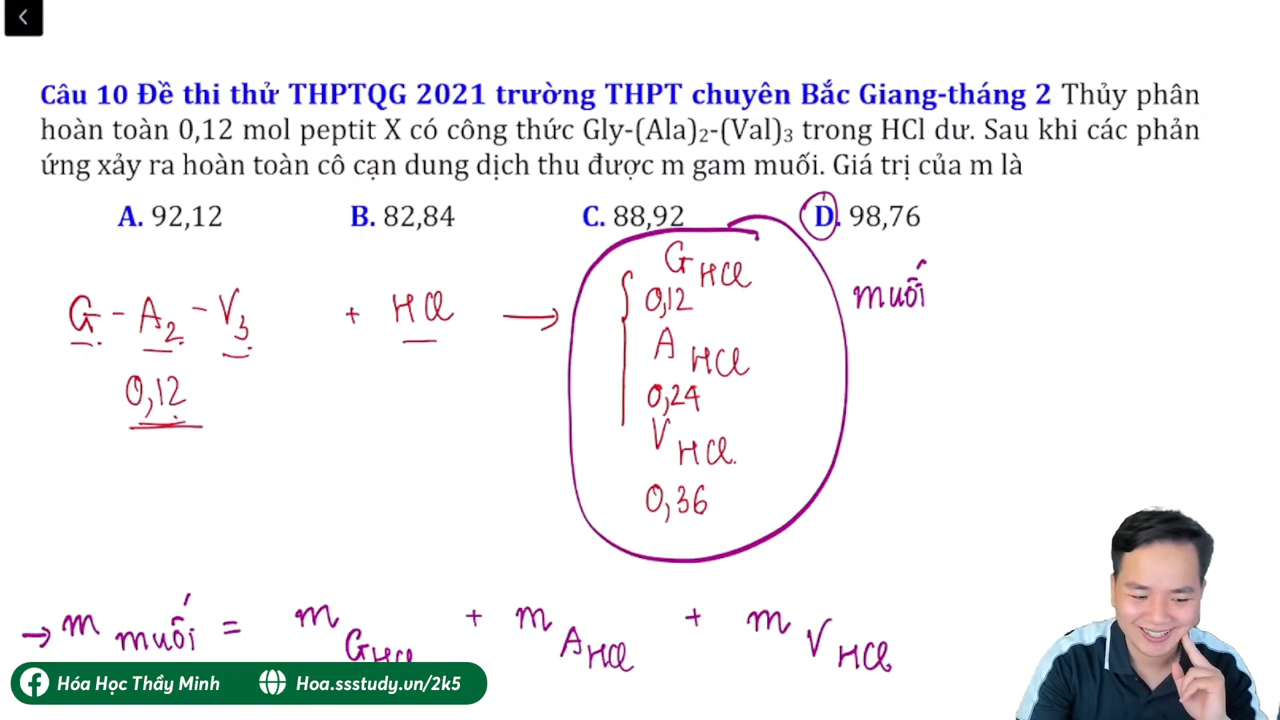 Câu 10 Đề thi thử THPTQG 2021 trường THPT chuyên Bắc Giang-tháng 2 Thủy phân
hoàn toàn 0,12 mol peptit X có công thức Gly-(Ala)₂-(Val)₃ trong HCl dư. Sau khi các phản
ứng xảy ra hoàn toàn cô cạn dung dịch thu được m gam muối. Giá trị của m là
A. 92,12 B. 82,84 C. 88,92 D. 98,76
G - A₂ - V₃ + HCl →
0,12
G HCl
0,12
A HCl
0,24
V HCl
0,36
muối
→ m muối = m GHCl + m AHCl + m VHCl
Hóa Học Thầy Minh Hoa.ssstudy.vn/2k5